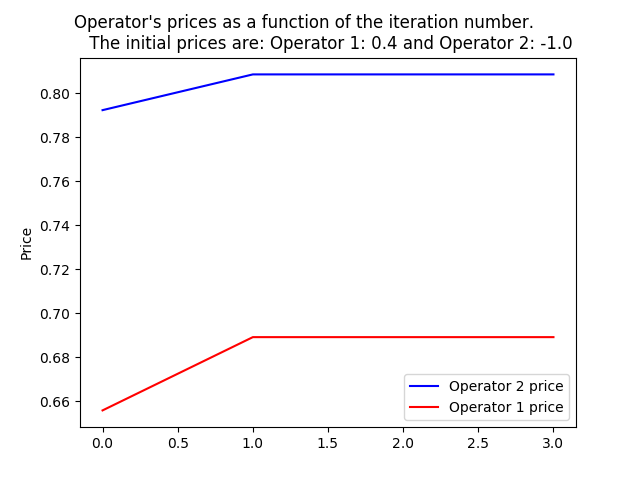 Operator's prices as a function of the iteration number.
The initial prices are: Operator 1: 0.4 and Operator 2: -1.0
0.80
0.78
0.76
0.74
0.72
0.70
0.68
0.66
Price
Operator 2 price
Operator 1 price
0.0 0.5 1.0 1.5 2.0 2.5 3.0